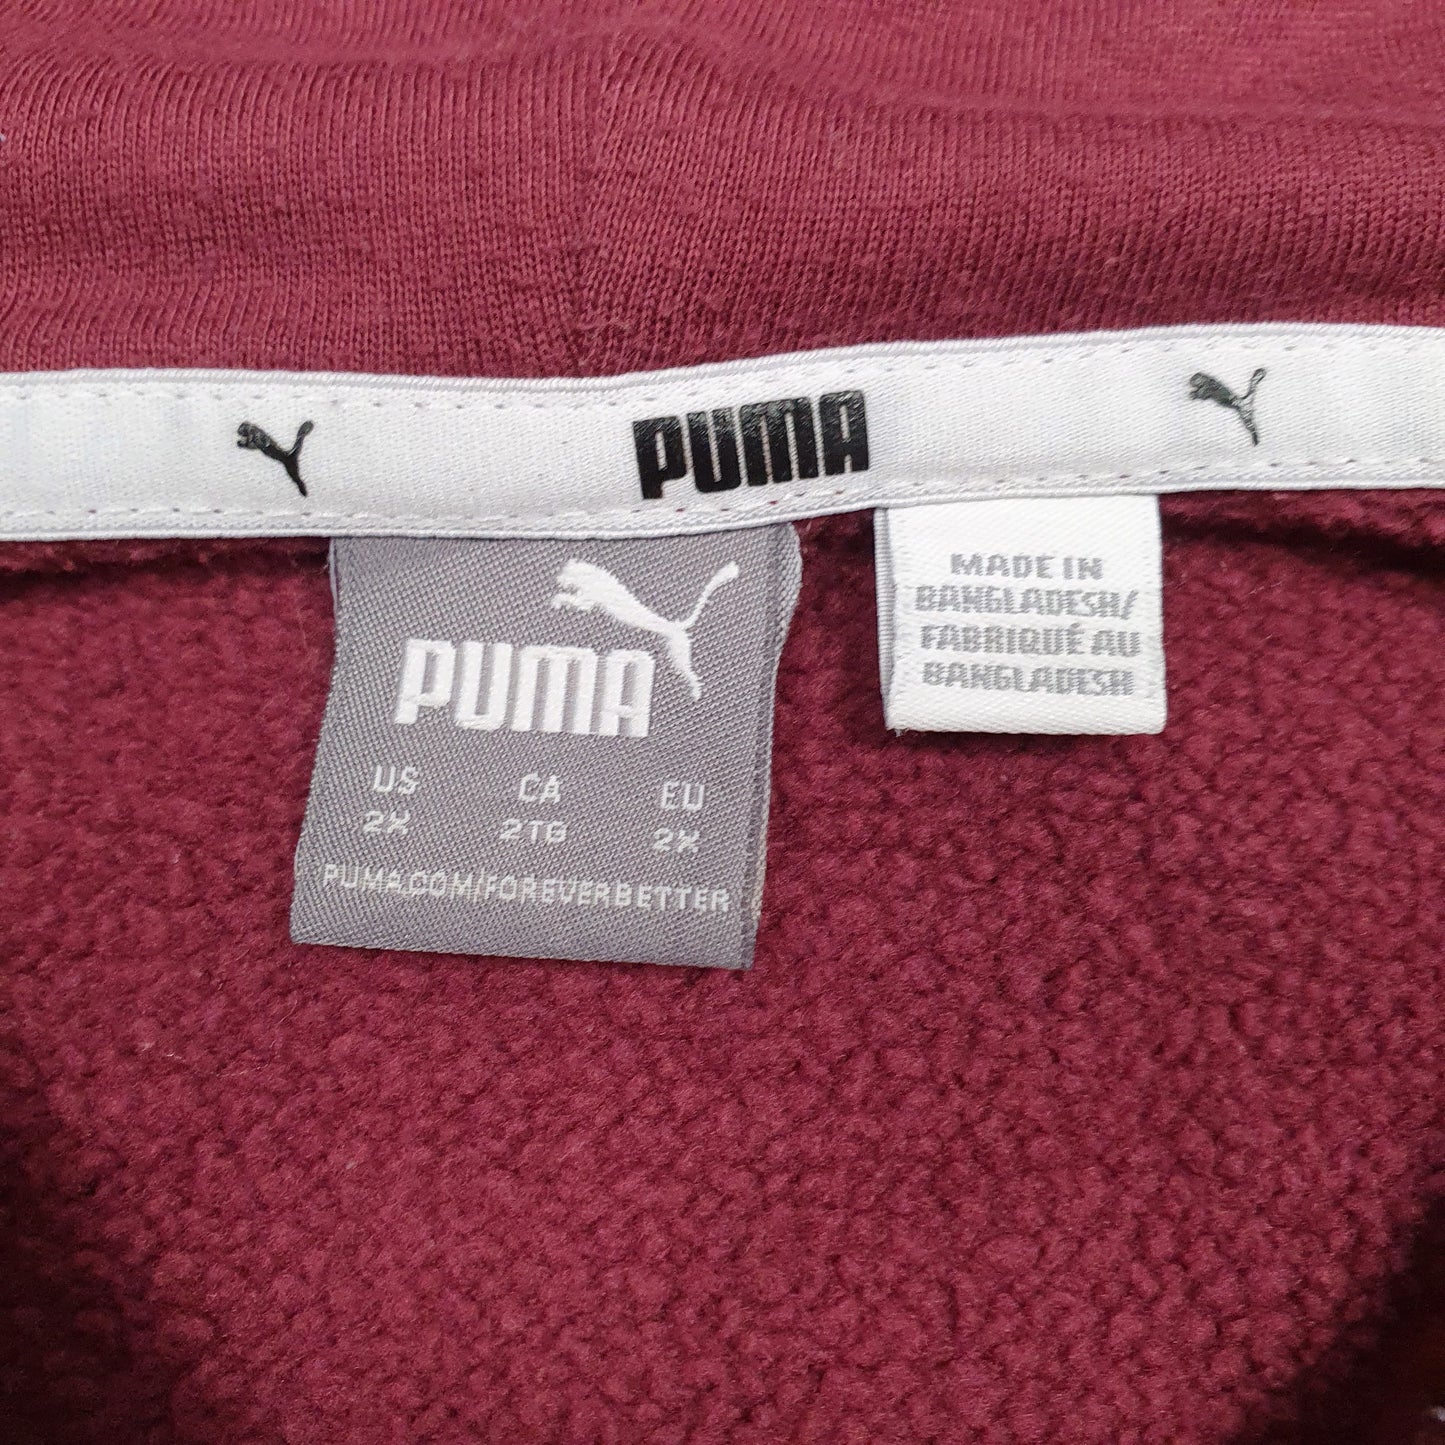 PUMA
PUMA
US CA EU
2X 2TG 2X
PUMA.COM/FOREVERBETTER
MADE IN
BANGLADESH/
FABRIQUÉ AU
BANGLADESH